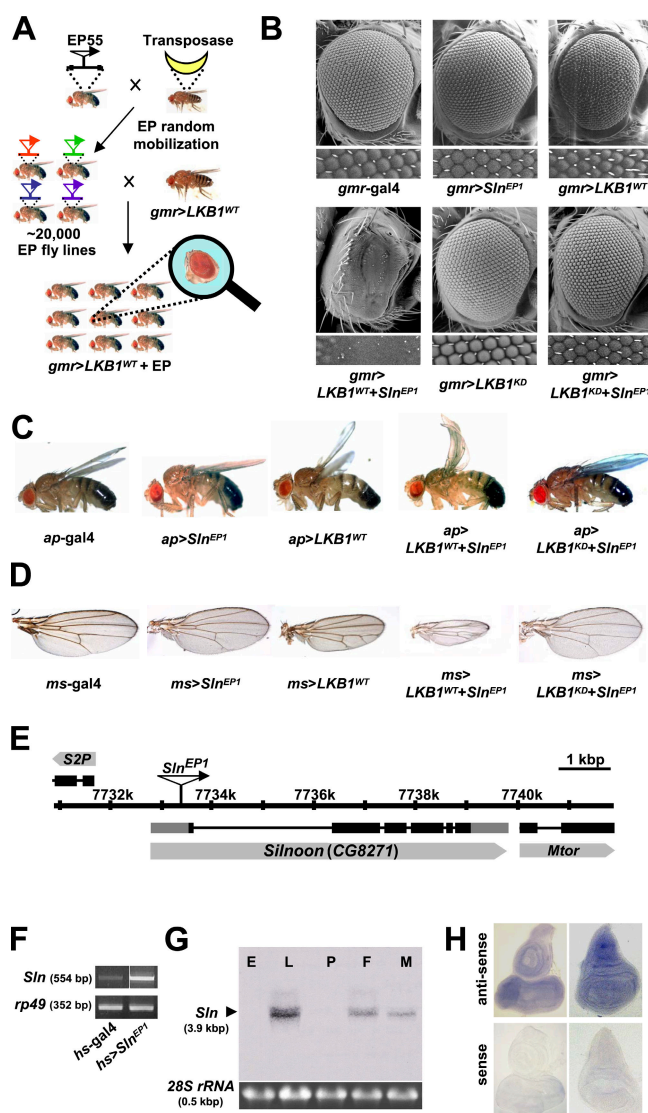 A
EP55
Transposase
x
EP random
mobilization
x
gmr>LKB1WT
~20,000
EP fly lines
gmr>LKB1WT + EP
B
gmr-gal4
gmr>SlnEP1
gmr>LKB1WT
gmr>
LKB1WT+SlnEP1
gmr>LKB1KD
gmr>
LKB1KD+SlnEP1
C
ap-gal4
ap>SlnEP1
ap>LKB1WT
ap>
LKB1WT+SlnEP1
ap>
LKB1KD+SlnEP1
D
ms-gal4
ms>SlnEP1
ms>LKB1WT
ms>
LKB1WT+SlnEP1
ms>
LKB1KD+SlnEP1
E
S2P
SlnEP1
1 kbp
7732k 7734k 7736k 7738k 7740k
Silnoon (CG8271)
Mtor
F
Sln (554 bp)
rp49 (352 bp)
hs-gal4
hs>SlnEP1
G
E L P F M
Sln
(3.9 kbp)
28S rRNA
(0.5 kbp)
H
anti-sense
sense